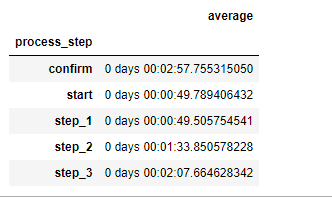 average
process_step
confirm 0 days 00:02:57.755315050
start 0 days 00:00:49.789406432
step_1 0 days 00:00:49.505754541
step_2 0 days 00:01:33.850578228
step_3 0 days 00:02:07.664628342